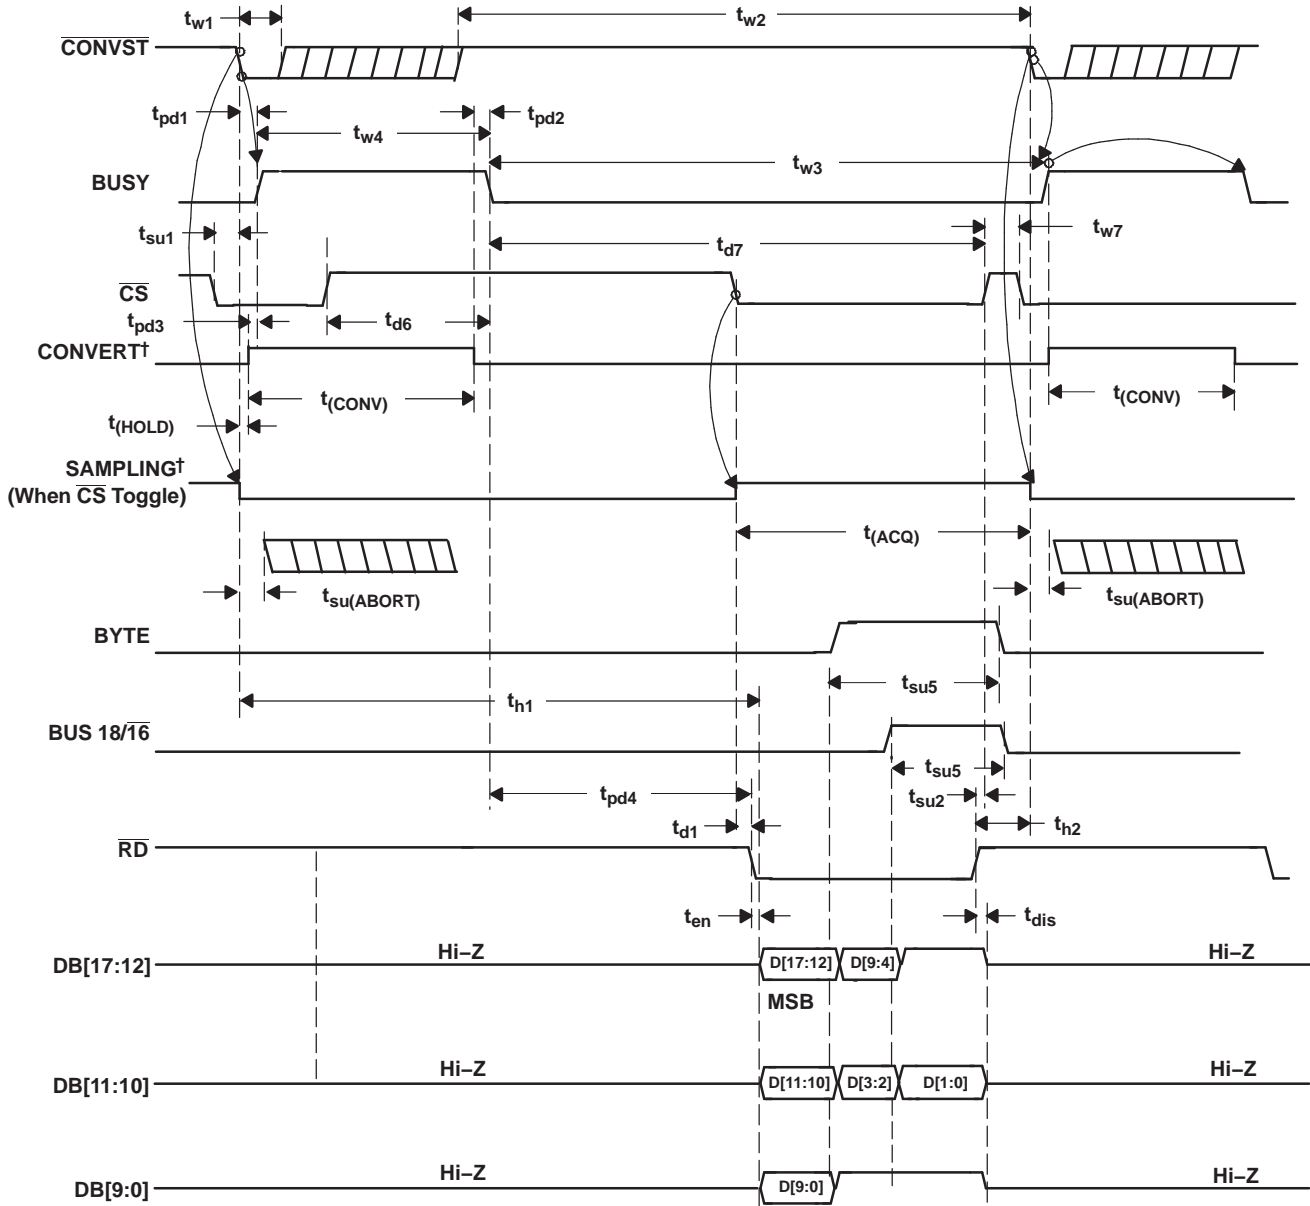 tw1
tw2
CONVST
tpd1
tw4
tpd2
tw3
BUSY
tsu1
tw7
td7
CS
tpd3
td6
CONVERT†
t(CONV)
t(CONV)
t(HOLD)
SAMPLING†
(When CS Toggle)
t(ACQ)
tsu(ABORT)
tsu(ABORT)
BYTE
tsu5
th1
BUS 18/16
tsu5
tpd4
tsu2
td1
th2
RD
ten
tdis
DB[17:12]
Hi–Z
D[17:12]
D[9:4]
Hi–Z
MSB
DB[11:10]
Hi–Z
D[11:10]
D[3:2]
D[1:0]
Hi–Z
DB[9:0]
Hi–Z
D[9:0]
Hi–Z